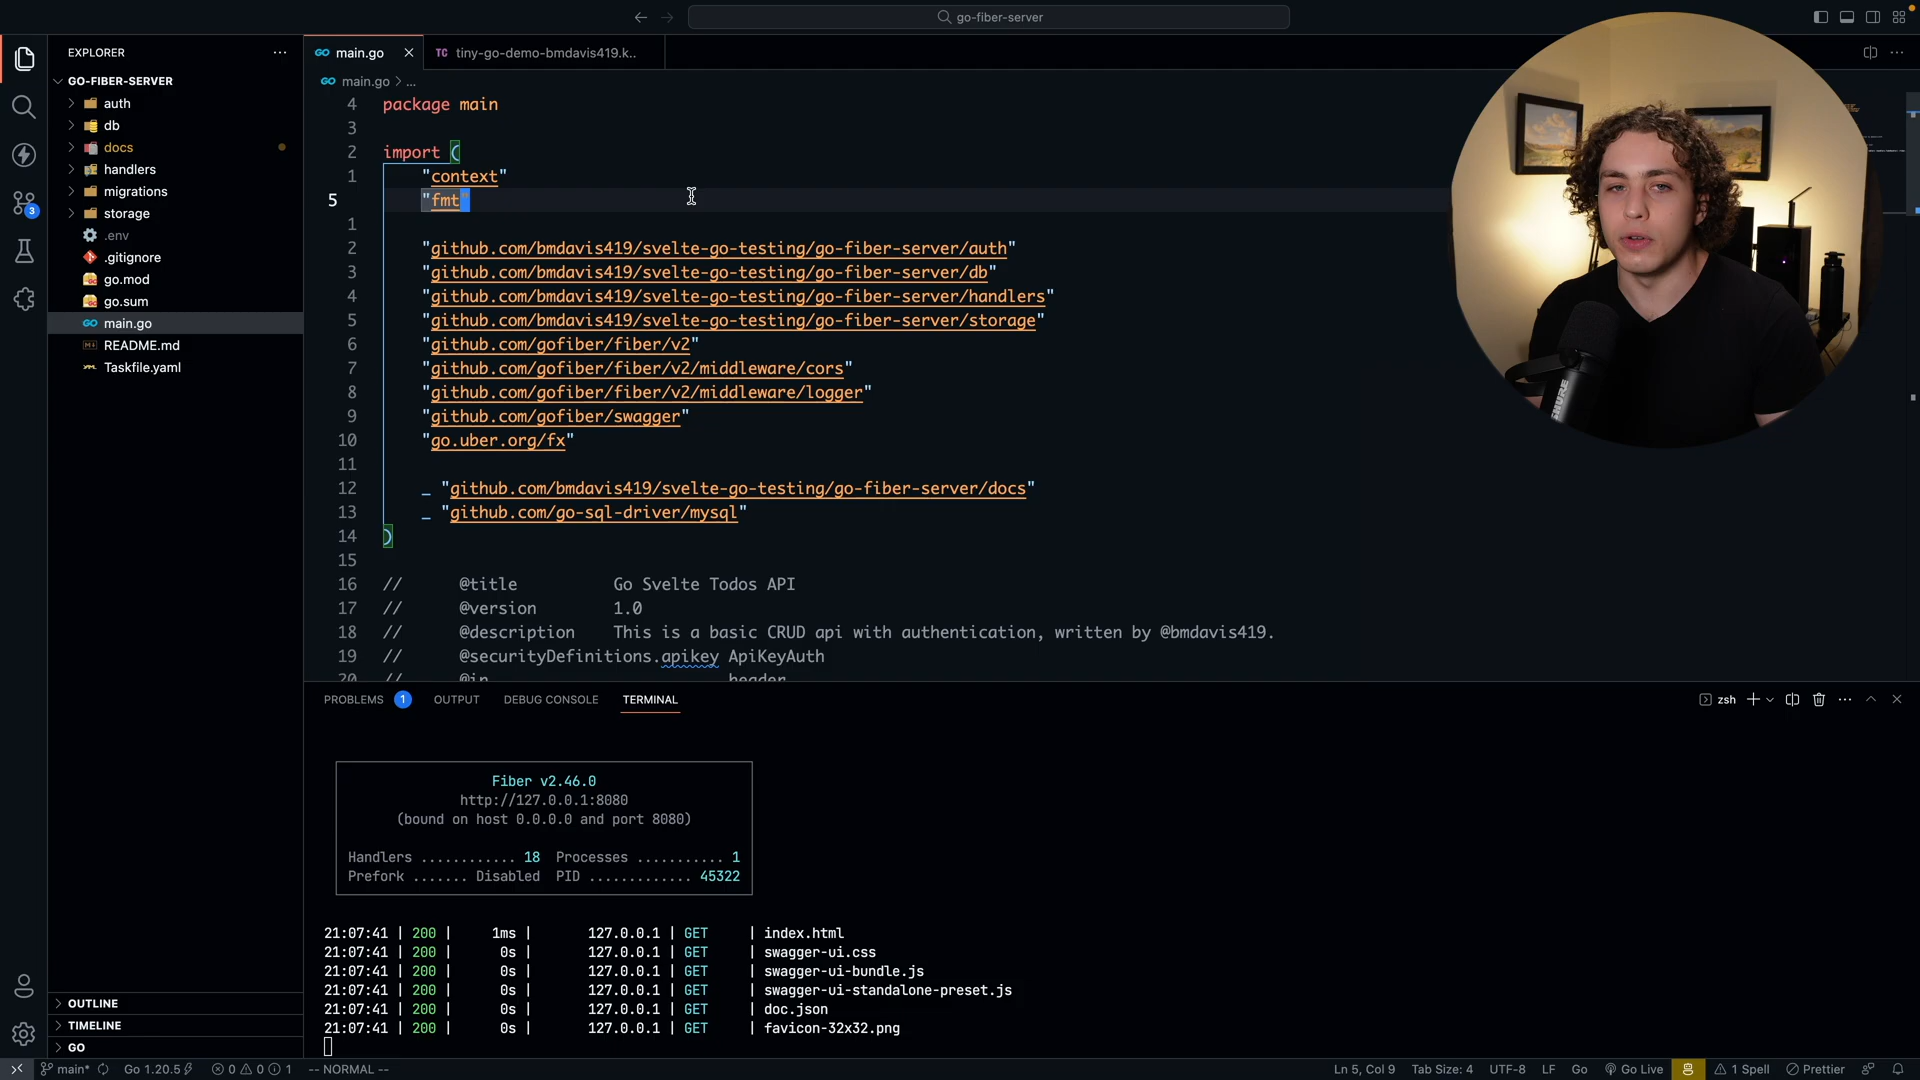 go-fiber-server
EXPLORER
GO-FIBER-SERVER
auth
db
docs
handlers
migrations
storage
.env
.gitignore
go.mod
go.sum
main.go
README.md
Taskfile.yaml
OUTLINE
TIMELINE
GO
main.go
tiny-go-demo-bmdavis419.k..
main.go > ...
4 package main
3
2 import (
1 "context"
5 "fmt"
1
2 "github.com/bmdavis419/svelte-go-testing/go-fiber-server/auth"
3 "github.com/bmdavis419/svelte-go-testing/go-fiber-server/db"
4 "github.com/bmdavis419/svelte-go-testing/go-fiber-server/handlers"
5 "github.com/bmdavis419/svelte-go-testing/go-fiber-server/storage"
6 "github.com/gofiber/fiber/v2"
7 "github.com/gofiber/fiber/v2/middleware/cors"
8 "github.com/gofiber/fiber/v2/middleware/logger"
9 "github.com/gofiber/swagger"
10 "go.uber.org/fx"
11
12 _ "github.com/bmdavis419/svelte-go-testing/go-fiber-server/docs"
13 _ "github.com/go-sql-driver/mysql"
14 )
15
16 // @title Go Svelte Todos API
17 // @version 1.0
18 // @description This is a basic CRUD api with authentication, written by @bmdavis419.
19 // @securityDefinitions.apikey ApiKeyAuth
20 // @in header
PROBLEMS 1 OUTPUT DEBUG CONSOLE TERMINAL
zsh
Fiber v2.46.0
http://127.0.0.1:8080
(bound on host 0.0.0.0 and port 8080)
Handlers ............ 18 Processes ........... 1
Prefork ....... Disabled PID ............. 45322
21:07:41 | 200 | 1ms | 127.0.0.1 | GET | index.html
21:07:41 | 200 | 0s | 127.0.0.1 | GET | swagger-ui.css
21:07:41 | 200 | 0s | 127.0.0.1 | GET | swagger-ui-bundle.js
21:07:41 | 200 | 0s | 127.0.0.1 | GET | swagger-ui-standalone-preset.js
21:07:41 | 200 | 0s | 127.0.0.1 | GET | doc.json
21:07:41 | 200 | 0s | 127.0.0.1 | GET | favicon-32x32.png
SHURE
main* Go 1.20.5 0 0 1 -- NORMAL -- Ln 5, Col 9 Tab Size: 4 UTF-8 LF Go Go Live 1 Spell Prettier